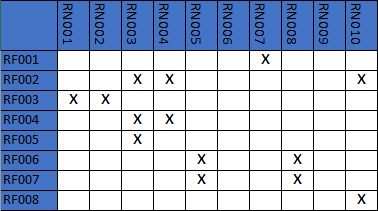 RN001 RN002 RN003 RN004 RN005 RN006 RN007 RN008 RN009 RN010
RF001 X
RF002 X X X
RF003 X X
RF004 X X
RF005 X
RF006 X X
RF007 X X
RF008 X